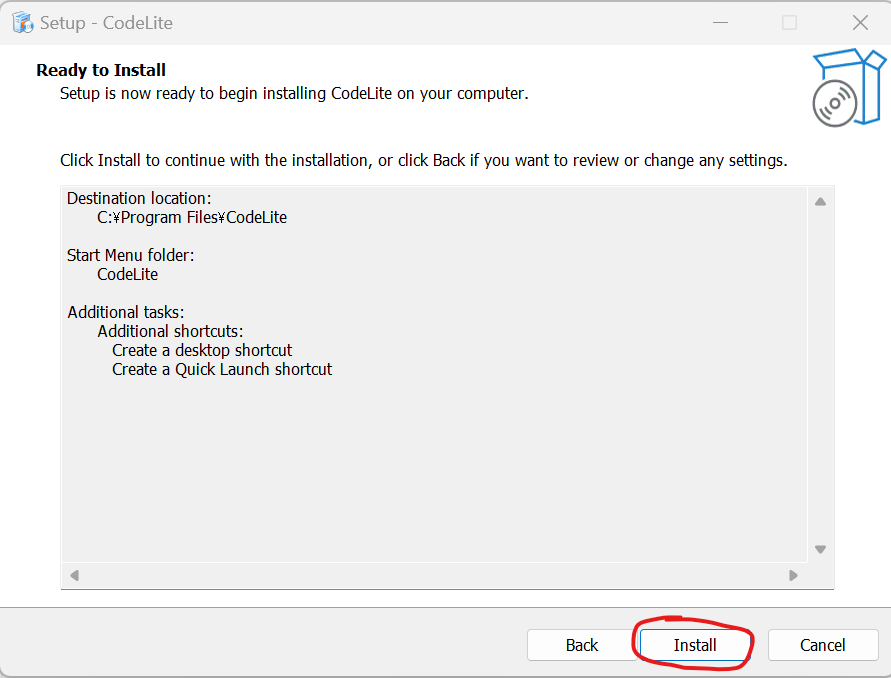 Setup - CodeLite
Ready to Install
Setup is now ready to begin installing CodeLite on your computer.
Click Install to continue with the installation, or click Back if you want to review or change any settings.
Destination location:
C:¥Program Files¥CodeLite
Start Menu folder:
CodeLite
Additional tasks:
Additional shortcuts:
Create a desktop shortcut
Create a Quick Launch shortcut
Back
Install
Cancel